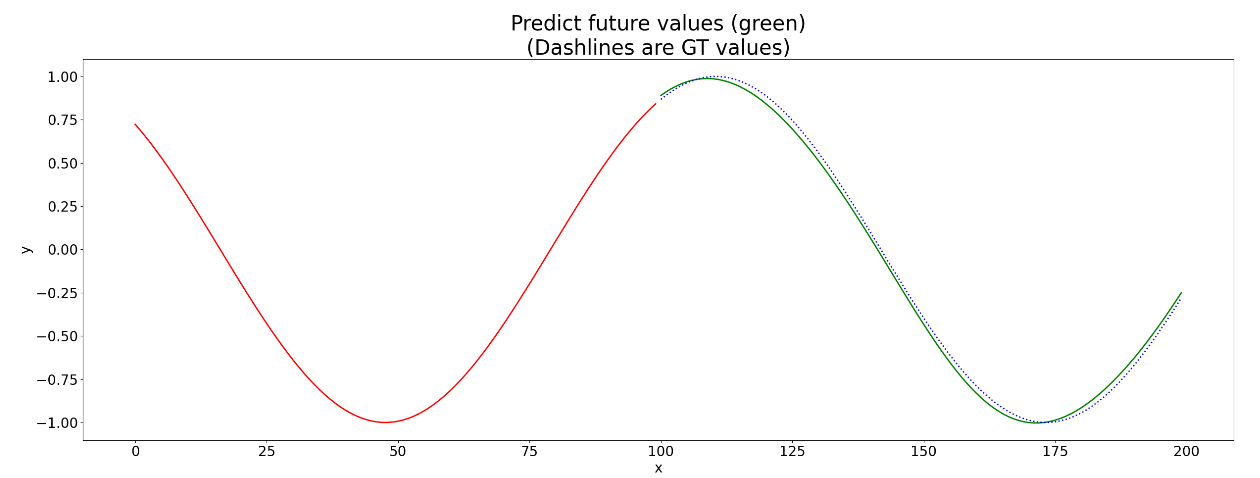 Predict future values (green)
(Dashlines are GT values)
1.00
0.75
0.50
0.25
0.00
−0.25
−0.50
−0.75
−1.00
y
0 25 50 75 100 125 150 175 200
x